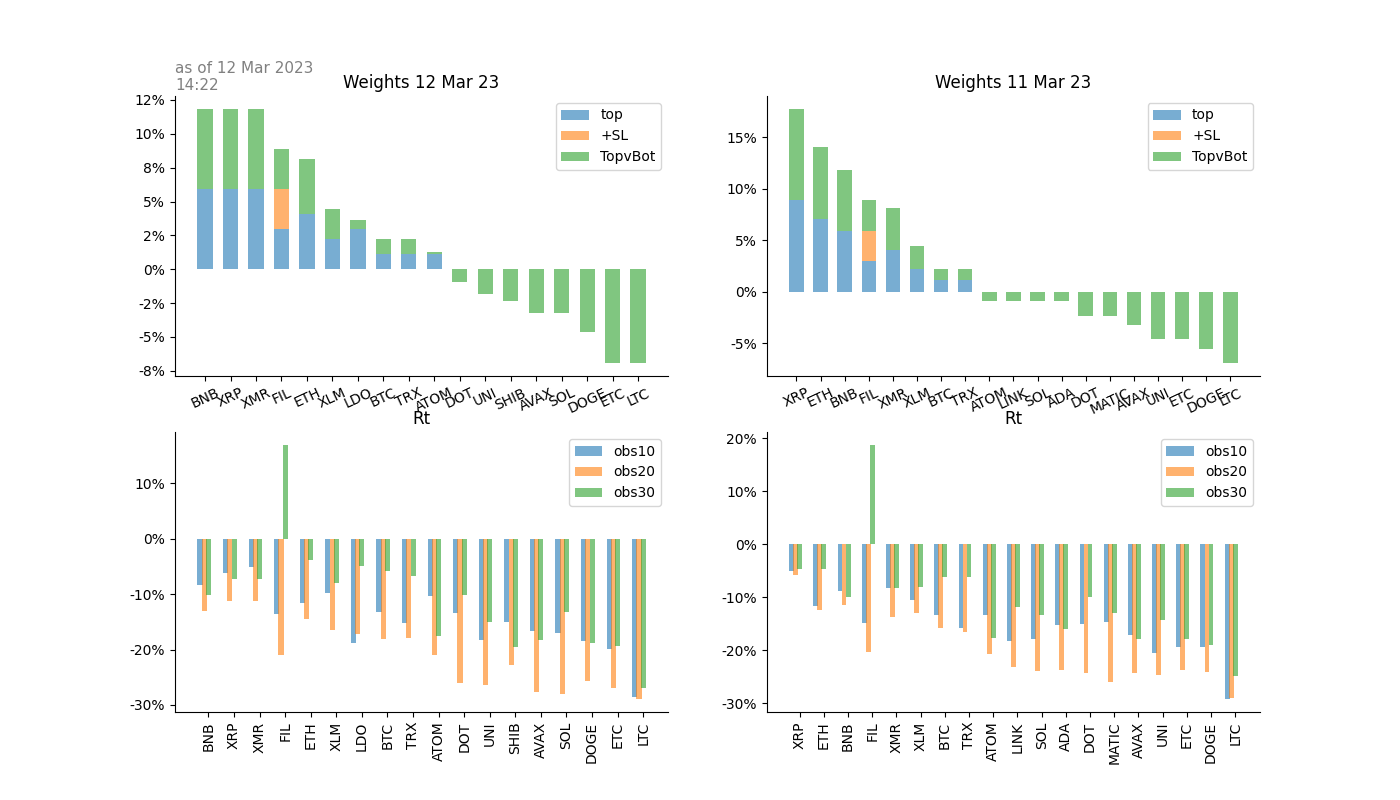 as of 12 Mar 2023
14:22
Weights 12 Mar 23
12%
10%
8%
5%
2%
0%
-2%
-5%
-8%
top
+SL
TopvBot
BNB XRP XMR FIL ETH XLM LDO BTC TRX ATOM DOT UNI SHIB AVAX SOL DOGE ETC LTC
Weights 11 Mar 23
15%
10%
5%
0%
-5%
top
+SL
TopvBot
XRP ETH BNB FIL XMR XLM BTC TRX ATOM LINK SOL ADA DOT MATIC AVAX UNI ETC DOGE LTC
Rt
10%
0%
-10%
-20%
-30%
obs10
obs20
obs30
BNB XRP XMR FIL ETH XLM LDO BTC TRX ATOM DOT UNI SHIB AVAX SOL DOGE ETC LTC
Rt
20%
10%
0%
-10%
-20%
-30%
obs10
obs20
obs30
XRP ETH BNB FIL XMR XLM BTC TRX ATOM LINK SOL ADA DOT MATIC AVAX UNI ETC DOGE LTC